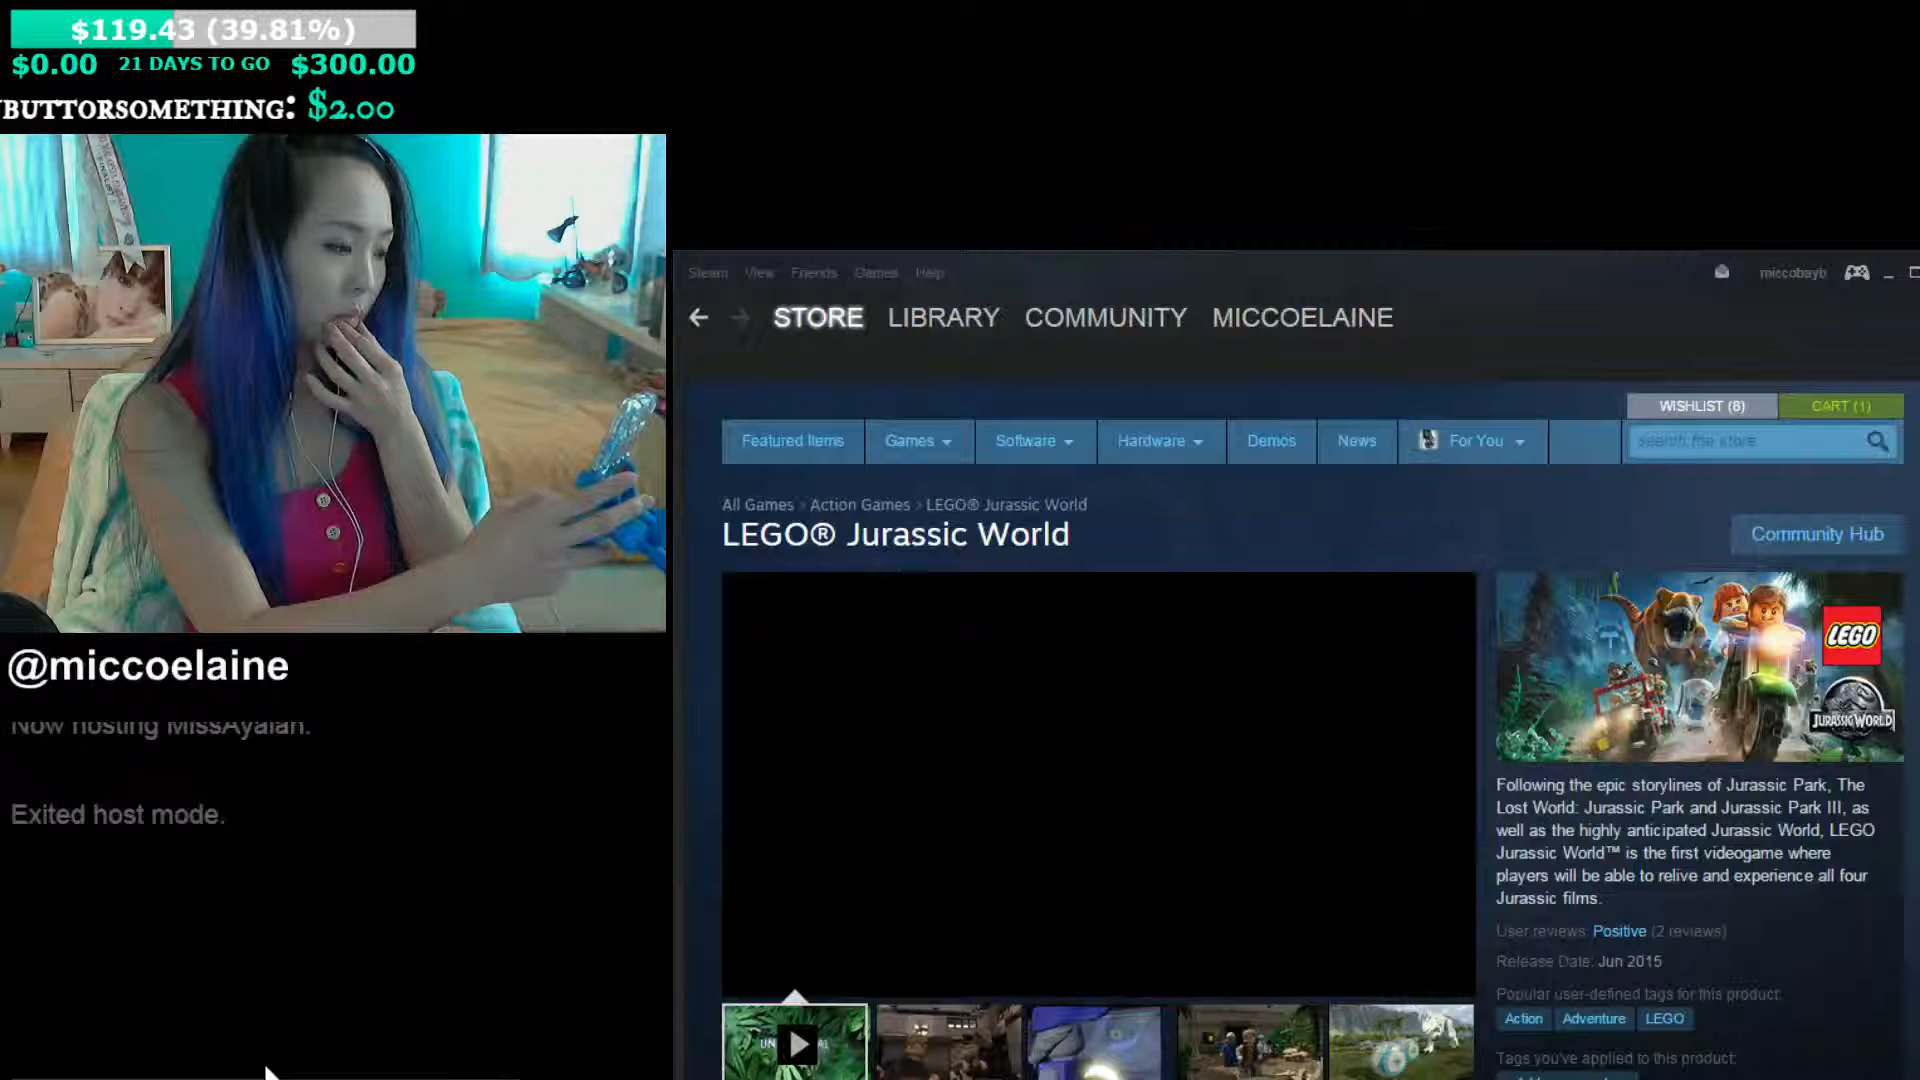 $119.43 (39.81%)
$0.00 21 DAYS TO GO $300.00
BUTTORSOMETHING: $2.00
FINALIST
@miccoelaine
Now hosting MissAyalah.
Exited host mode.
Steam View Friends Games Help
miccobayb
STORE LIBRARY COMMUNITY MICCOELAINE
WISHLIST (8) CART (1)
Featured Items Games Software Hardware Demos News For You search the store
All Games > Action Games > LEGO® Jurassic World
LEGO® Jurassic World
Community Hub
LEGO
JURASSIC WORLD
Following the epic storylines of Jurassic Park, The
Lost World: Jurassic Park and Jurassic Park III, as
well as the highly anticipated Jurassic World, LEGO
Jurassic World™ is the first videogame where
players will be able to relive and experience all four
Jurassic films.
User reviews: Positive (2 reviews)
Release Date: Jun 2015
Popular user-defined tags for this product:
Action Adventure LEGO
Tags you've applied to this product: